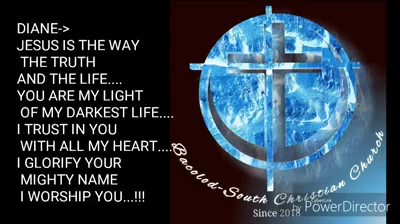 DIANE->
JESUS IS THE WAY
THE TRUTH
AND THE LIFE....
YOU ARE MY LIGHT
OF MY DARKEST LIFE....
I TRUST IN YOU
WITH ALL MY HEART....
I GLORIFY YOUR
MIGHTY NAME
I WORSHIP YOU...!!!
Bacolod-South Christian Church
Since 2018
by PowerDirector